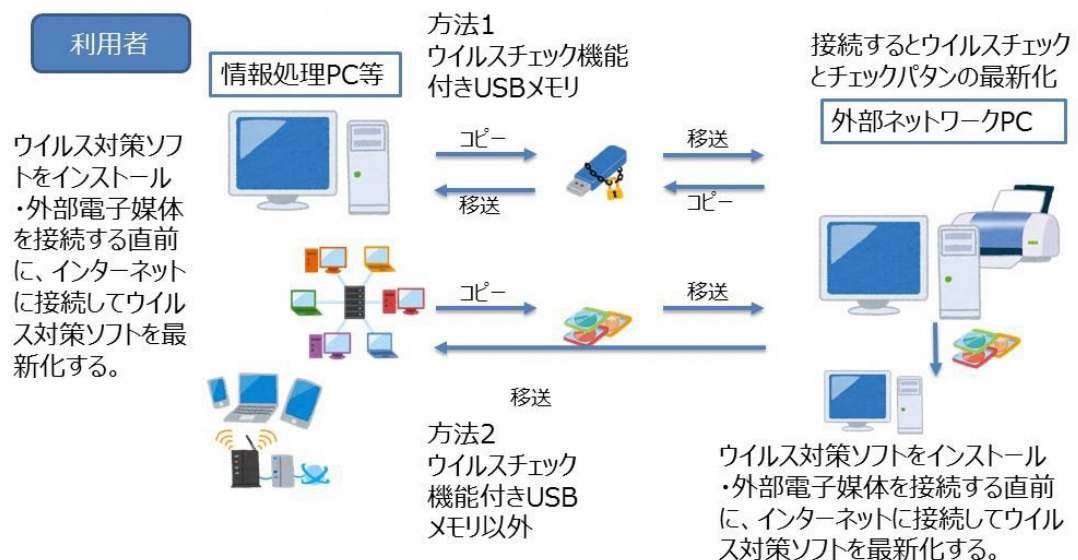 利用者
情報処理PC等
ウイルス対策ソフ
トをインストール
・外部電子媒体
を接続する直前
に、インターネット
に接続してウイル
ス対策ソフトを最
新化する。
方法1
ウイルスチェック機能
付きUSBメモリ
コピー
移送
移送
コピー
接続するとウイルスチェック
とチェックパタンの最新化
外部ネットワークPC
コピー
移送
移送
方法2
ウイルスチェック
機能付きUSB
メモリ以外
ウイルス対策ソフトをインストール
・外部電子媒体を接続する直前
に、インターネットに接続してウイル
ス対策ソフトを最新化する。